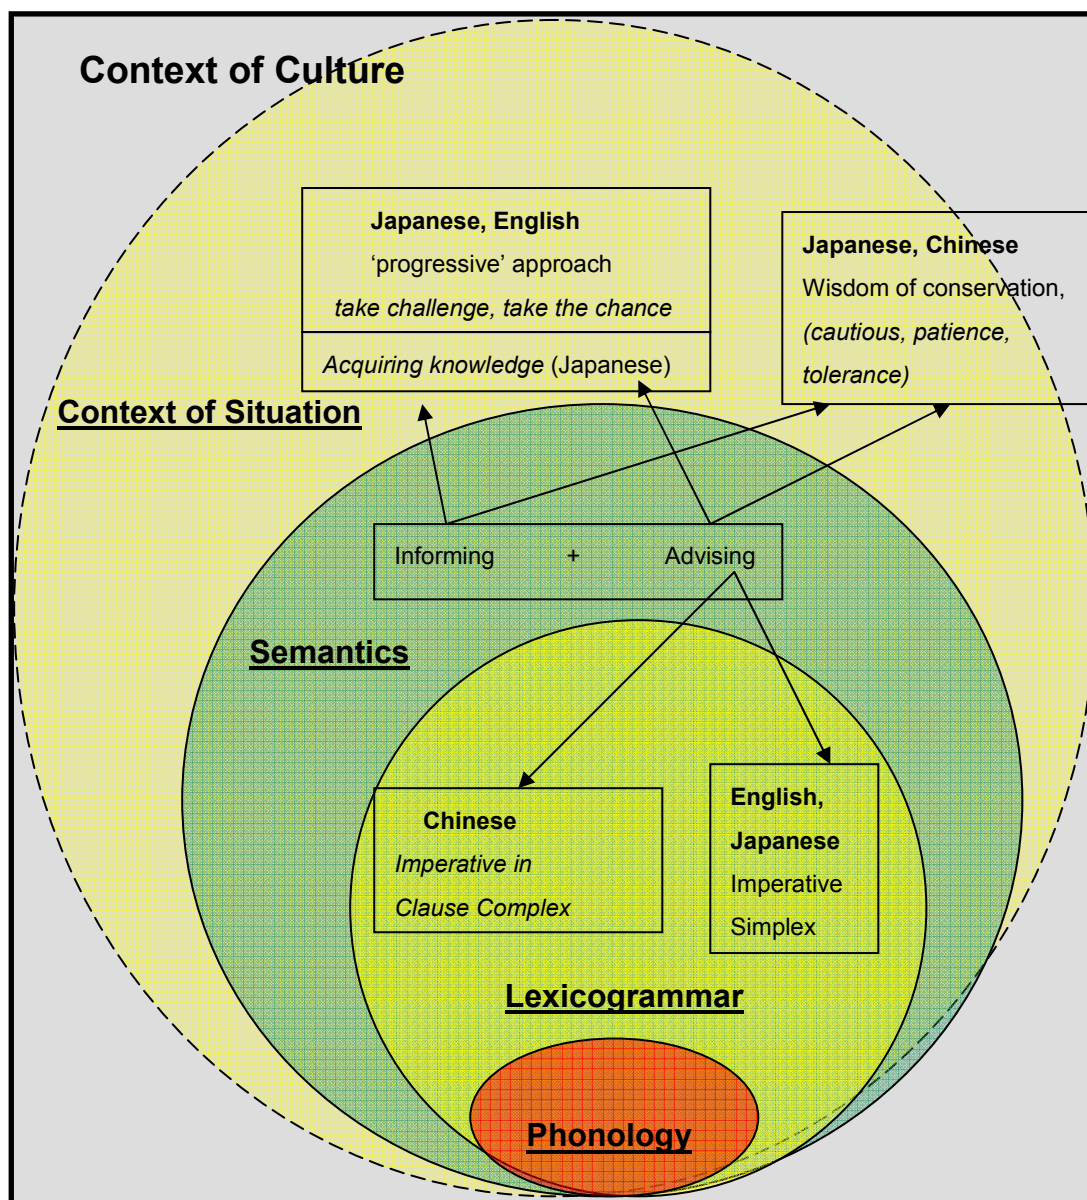 Context of Culture
Japanese, English
‘progressive’ approach
take challenge, take the chance
Acquiring knowledge (Japanese)
Japanese, Chinese
Wisdom of conservation,
(cautious, patience,
tolerance)
Context of Situation
Informing + Advising
Semantics
Chinese
Imperative in
Clause Complex
English,
Japanese
Imperative
Simplex
Lexicogrammar
Phonology